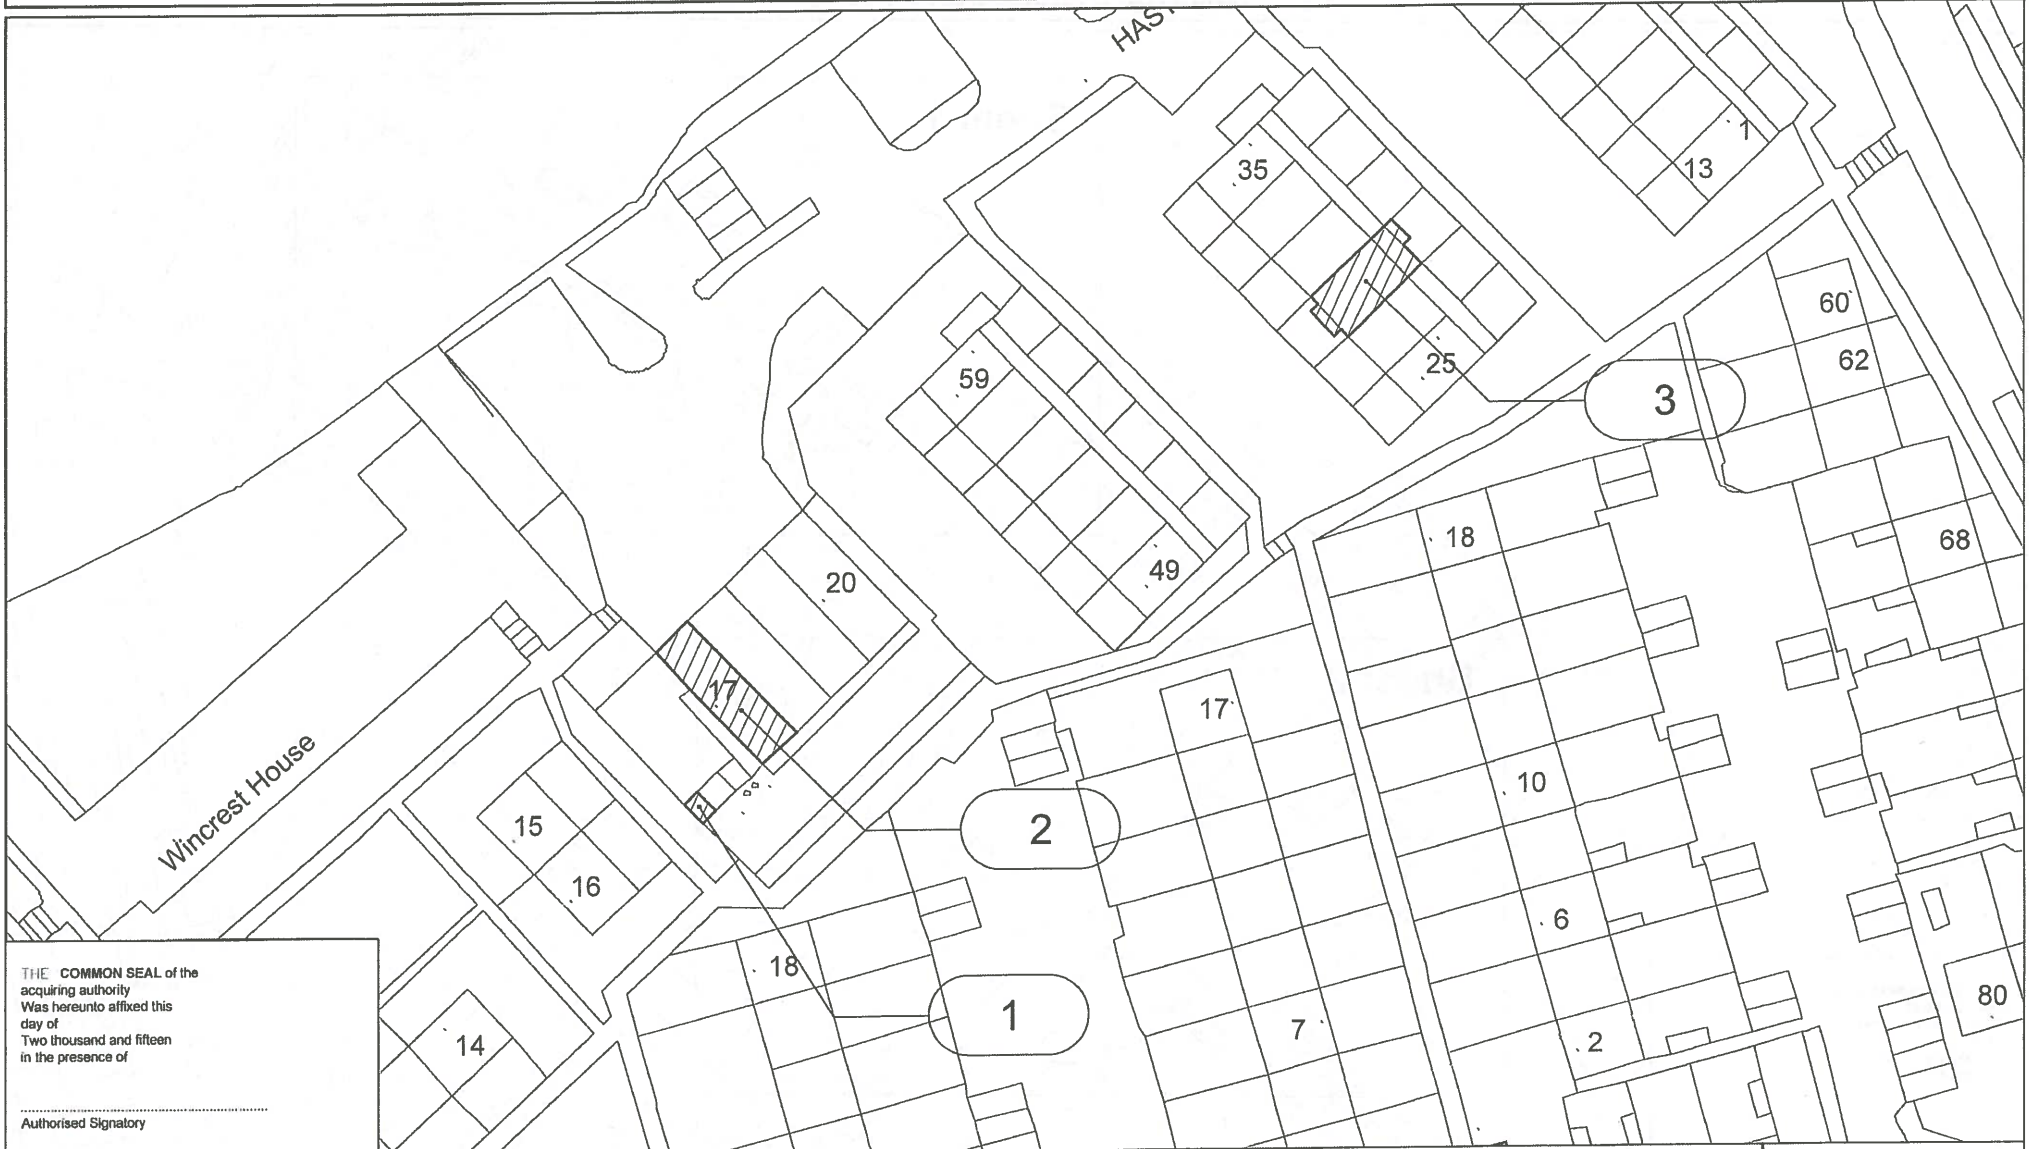 HAST
1
13
35
60
62
59
25
3
18
68
49
20
17
17
Wincrest House
10
15
2
16
6
18
80
1
7
14
2
THE COMMON SEAL of the
acquiring authority
Was hereunto affixed this
day of
Two thousand and fifteen
in the presence of
Authorised Signatory